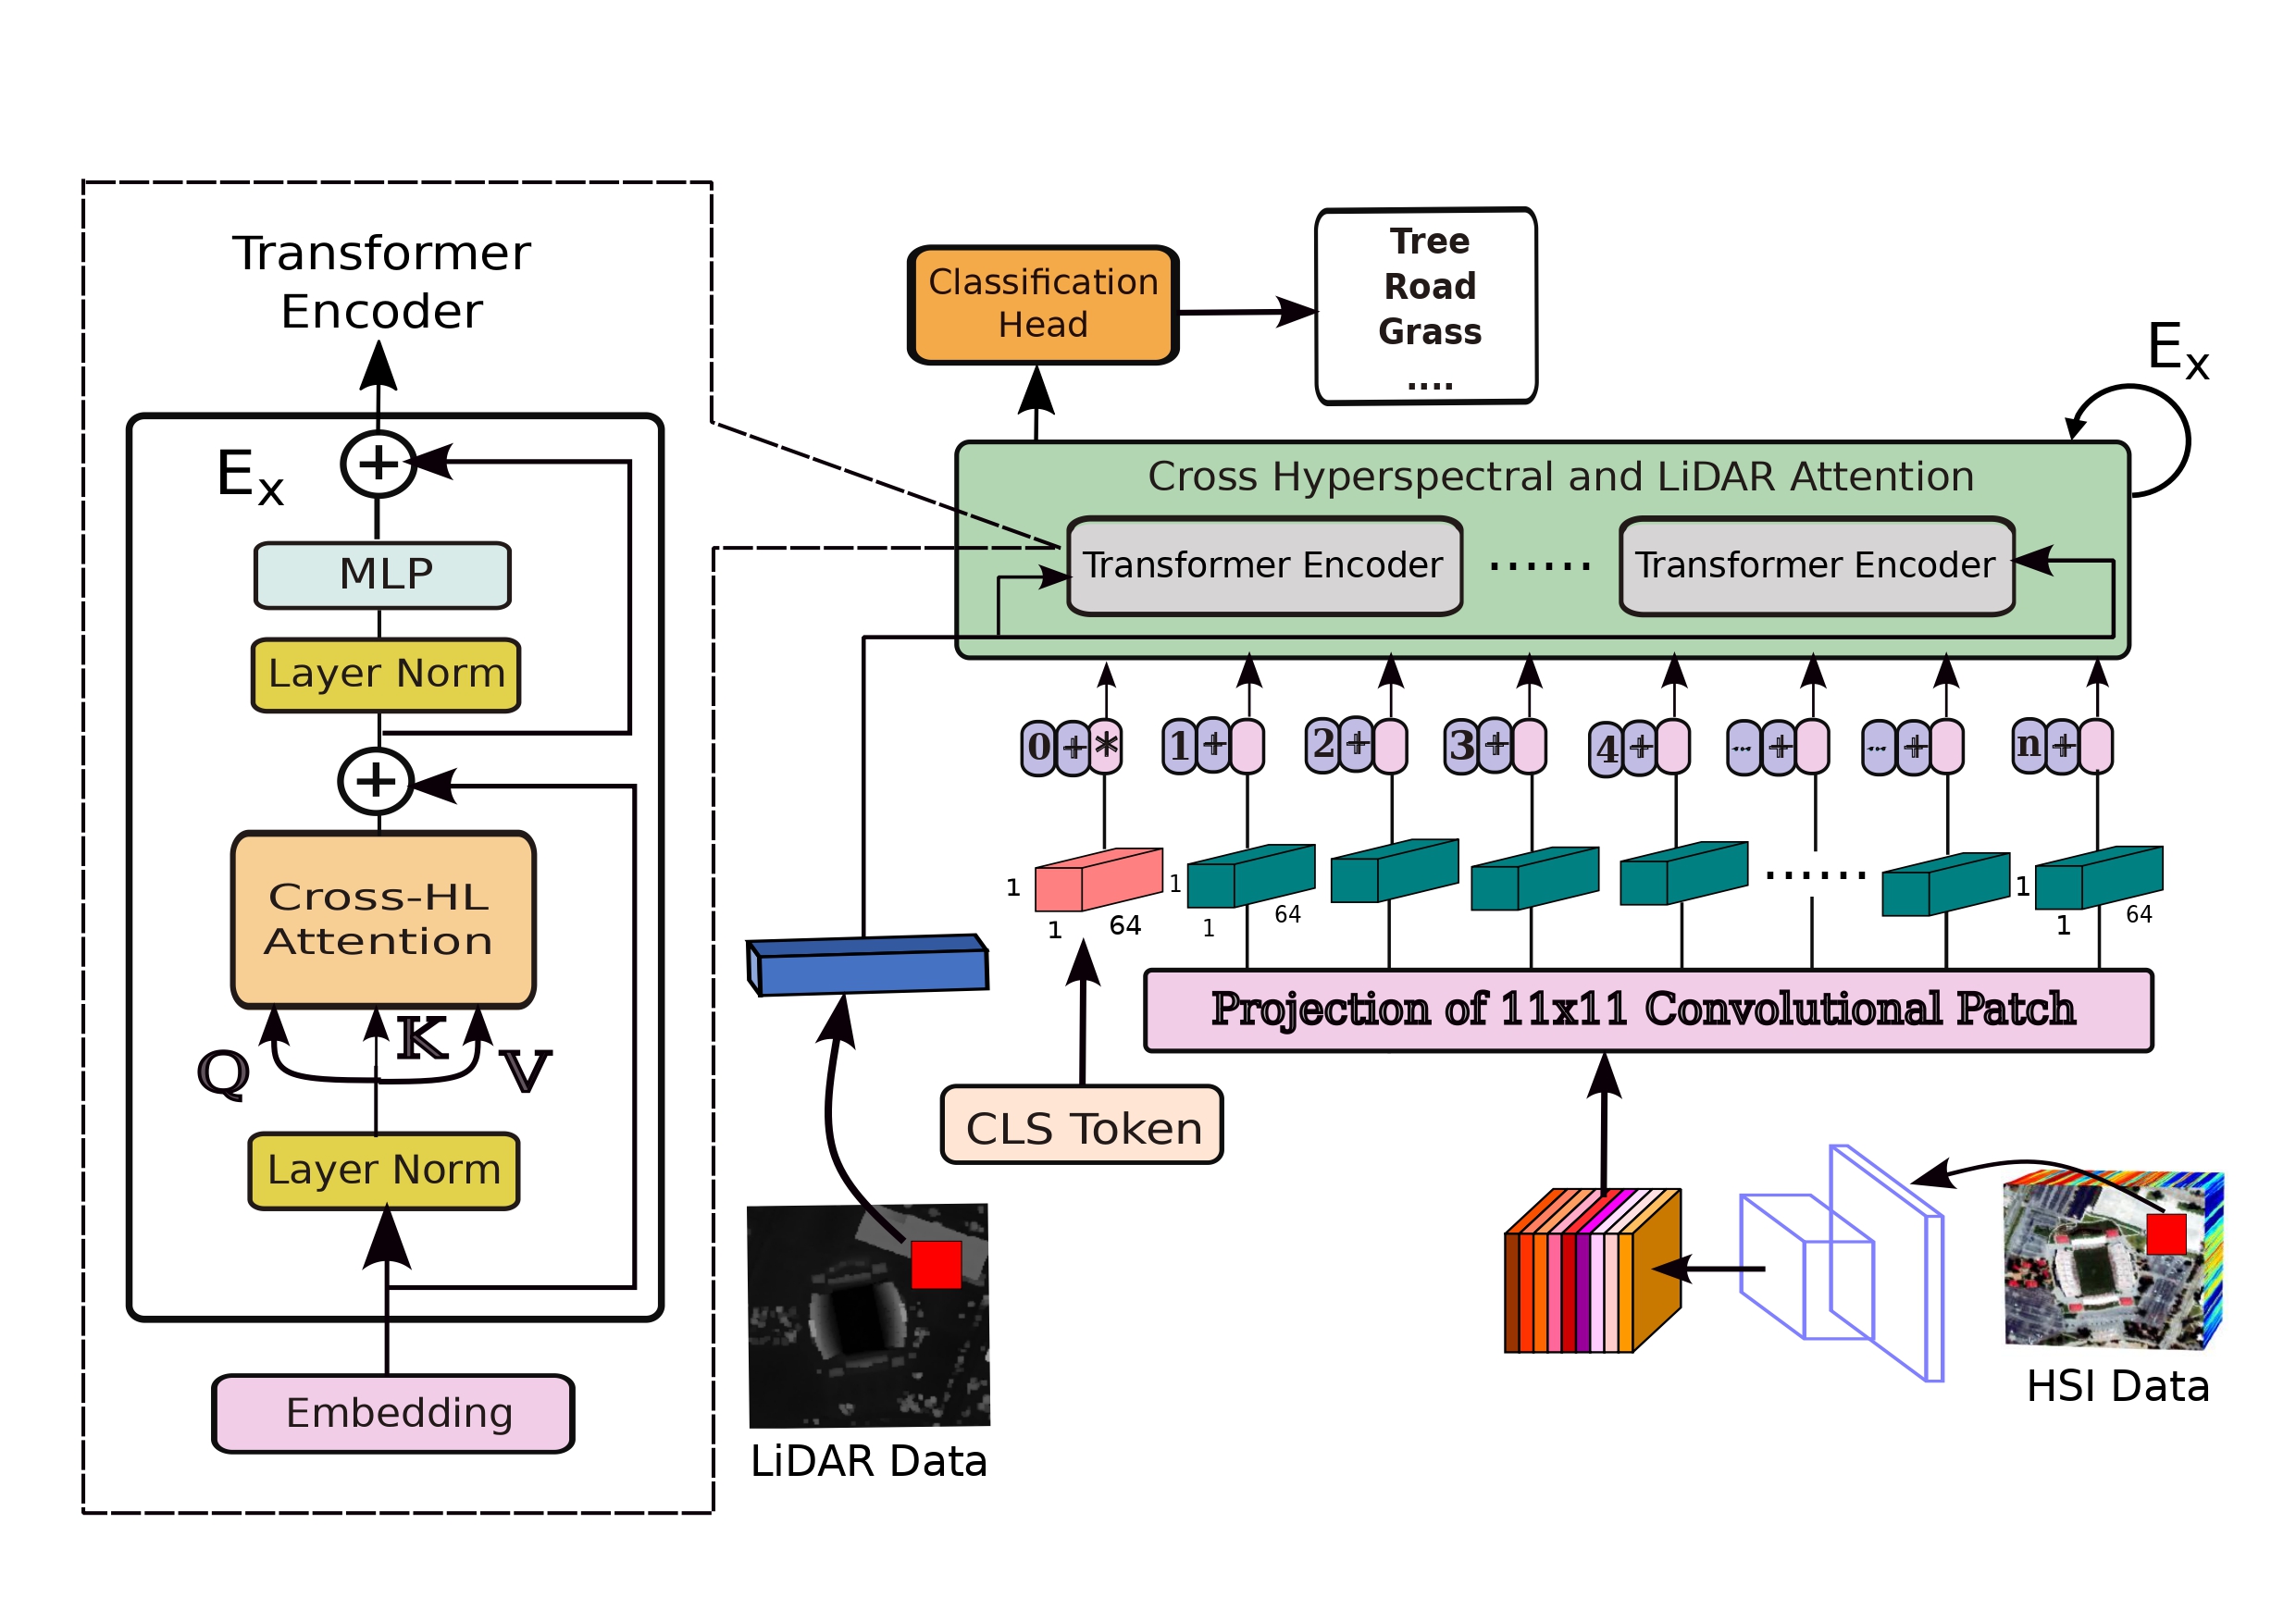 Transformer
Encoder
E
x
+
MLP
Layer Norm
+
Cross-HL
Attention
Q
K
V
Layer Norm
Embedding
Classification
Head
Tree
Road
Grass
....
E
x
Cross Hyperspectral and LiDAR Attention
Transformer Encoder ...... Transformer Encoder
0 + * 1 + 2 + 3 + 4 + ... + ... + n +
1 1 64
1 1 64
......
1 1 64
Projection of 11x11 Convolutional Patch
CLS Token
LiDAR Data
HSI Data